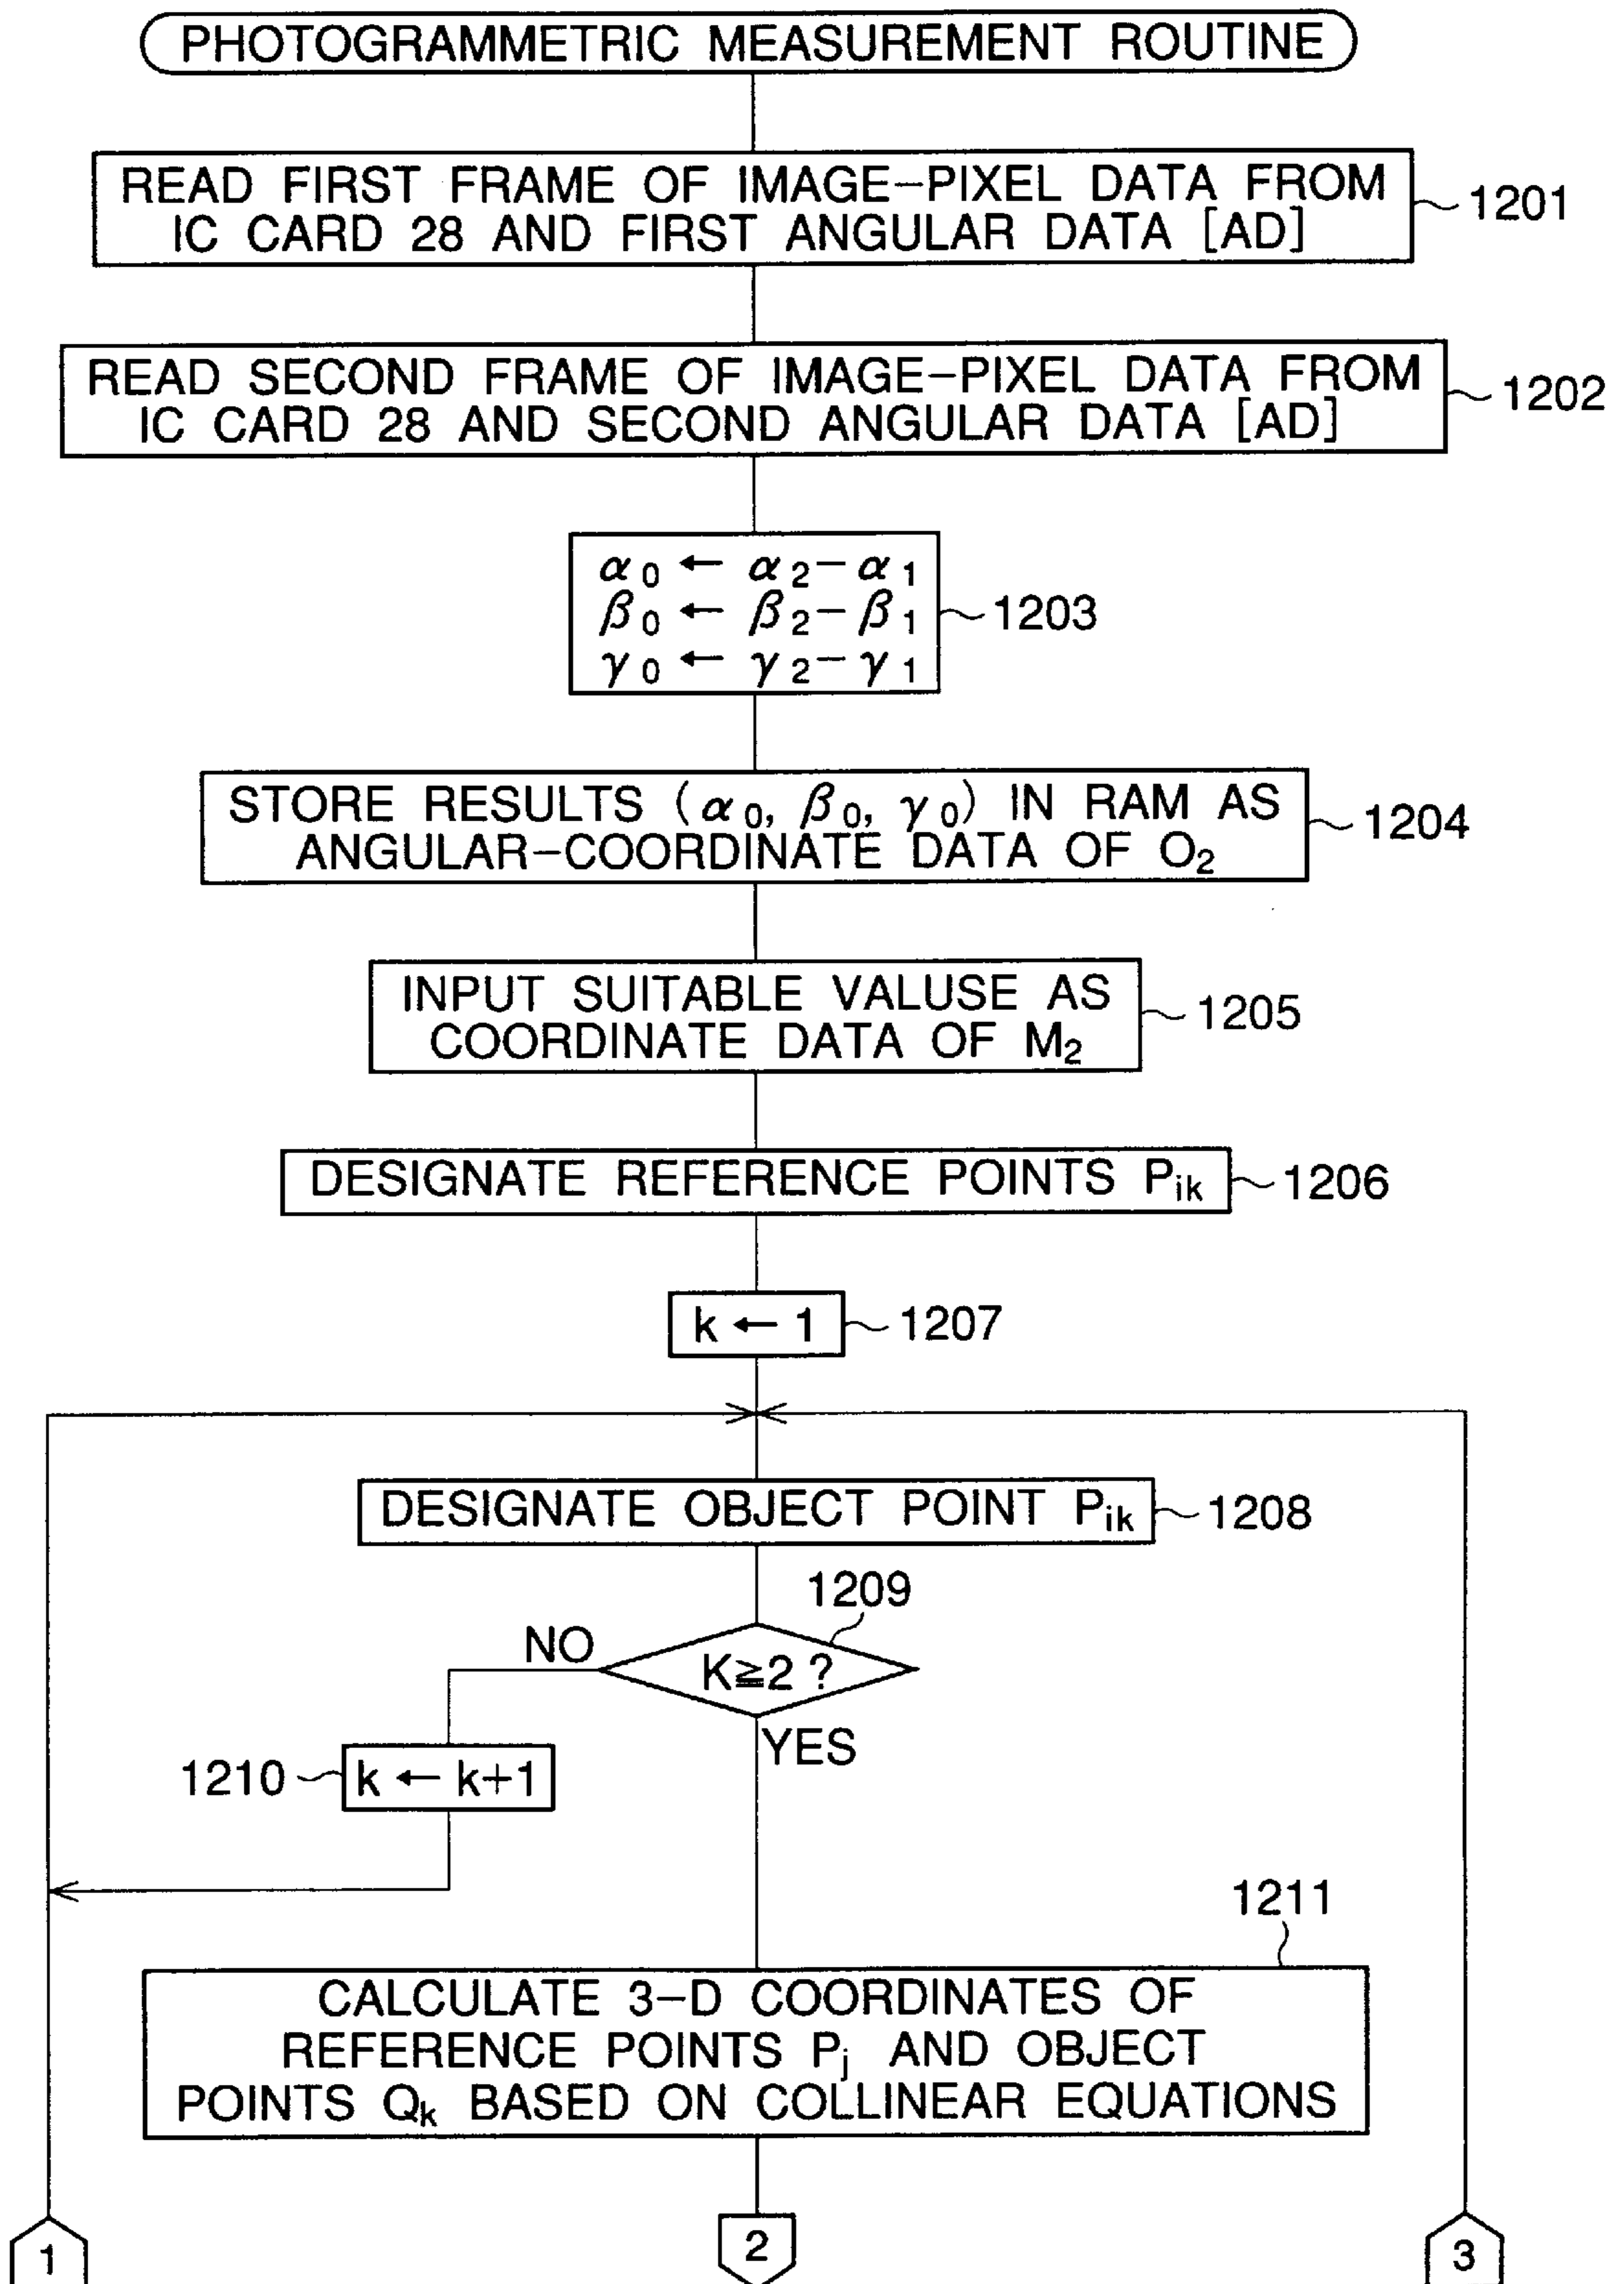 PHOTOGRAMMETRIC MEASUREMENT ROUTINE
READ FIRST FRAME OF IMAGE-PIXEL DATA FROM
IC CARD 28 AND FIRST ANGULAR DATA [AD]
1201
READ SECOND FRAME OF IMAGE-PIXEL DATA FROM
IC CARD 28 AND SECOND ANGULAR DATA [AD]
1202
α₀ ← α₂−α₁
β₀ ← β₂−β₁
γ₀ ← γ₂−γ₁
1203
STORE RESULTS (α₀, β₀, γ₀) IN RAM AS
ANGULAR-COORDINATE DATA OF O₂
1204
INPUT SUITABLE VALUSE AS
COORDINATE DATA OF M₂
1205
DESIGNATE REFERENCE POINTS Pik
1206
k ← 1
1207
DESIGNATE OBJECT POINT Pik
1208
1209
NO
K≧2 ?
YES
1210
k ← k+1
1211
CALCULATE 3-D COORDINATES OF
REFERENCE POINTS Pj AND OBJECT
POINTS Qk BASED ON COLLINEAR EQUATIONS
1
2
3